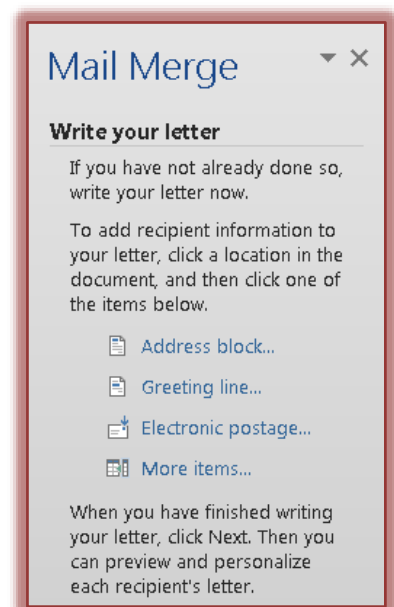 Mail Merge
Write your letter
If you have not already done so,
write your letter now.
To add recipient information to
your letter, click a location in the
document, and then click one of
the items below.
Address block...
Greeting line...
Electronic postage...
More items...
When you have finished writing
your letter, click Next. Then you
can preview and personalize
each recipient's letter.